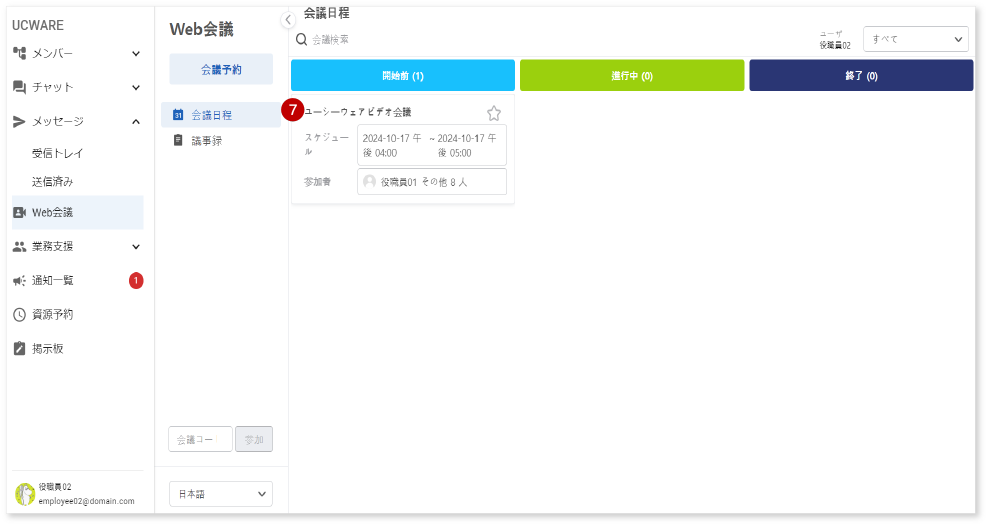 UCWARE
メンバー
チャット
メッセージ
受信トレイ
送信済み
Web会議
業務支援
通知一覧
1
資源予約
掲示板
役職員02
employee02@domain.com
Web会議
会議予約
会議日程
議事録
会議コー
参加
日本語
会議日程
会議検索
ユーザ
役職員02
すべて
開始前 (1)
進行中 (0)
終了 (0)
7
ユーシーウェアビデオ会議
スケジュー
ル
2024-10-17 午
後 04:00
~ 2024-10-17 午
後 05:00
参加者
役職員01 その他 8 人